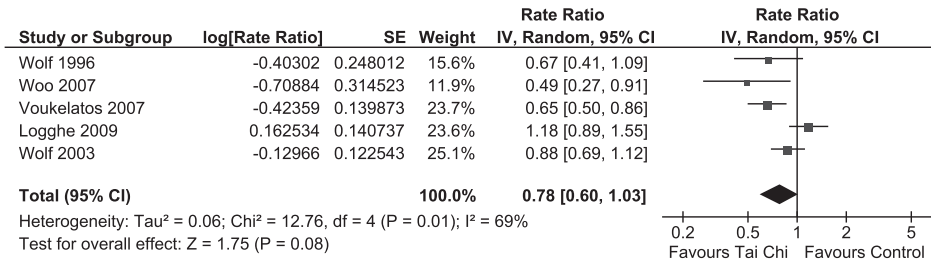 Rate Ratio Rate Ratio
Study or Subgroup log[Rate Ratio] SE Weight IV, Random, 95% CI IV, Random, 95% CI
Wolf 1996 -0.40302 0.248012 15.6% 0.67 [0.41, 1.09]
Woo 2007 -0.70884 0.314523 11.9% 0.49 [0.27, 0.91]
Voukelatos 2007 -0.42359 0.139873 23.7% 0.65 [0.50, 0.86]
Logghe 2009 0.162534 0.140737 23.6% 1.18 [0.89, 1.55]
Wolf 2003 -0.12966 0.122543 25.1% 0.88 [0.69, 1.12]
Total (95% CI) 100.0% 0.78 [0.60, 1.03]
Heterogeneity: Tau² = 0.06; Chi² = 12.76, df = 4 (P = 0.01); I² = 69%
Test for overall effect: Z = 1.75 (P = 0.08)
0.2 0.5 1 2 5
Favours Tai Chi Favours Control